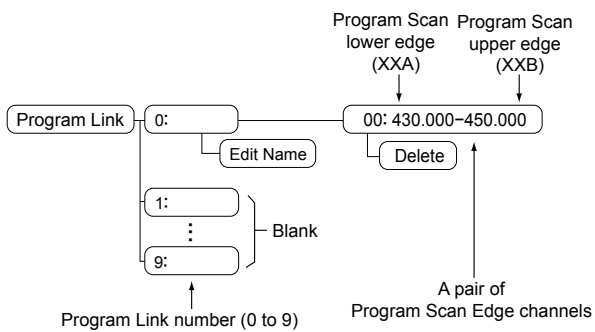 Program Scan
lower edge
(XXA)
Program Scan
upper edge
(XXB)
Program Link
0:
00: 430.000–450.000
Edit Name
Delete
1:
⋮
9:
Blank
Program Link number (0 to 9)
A pair of
Program Scan Edge channels